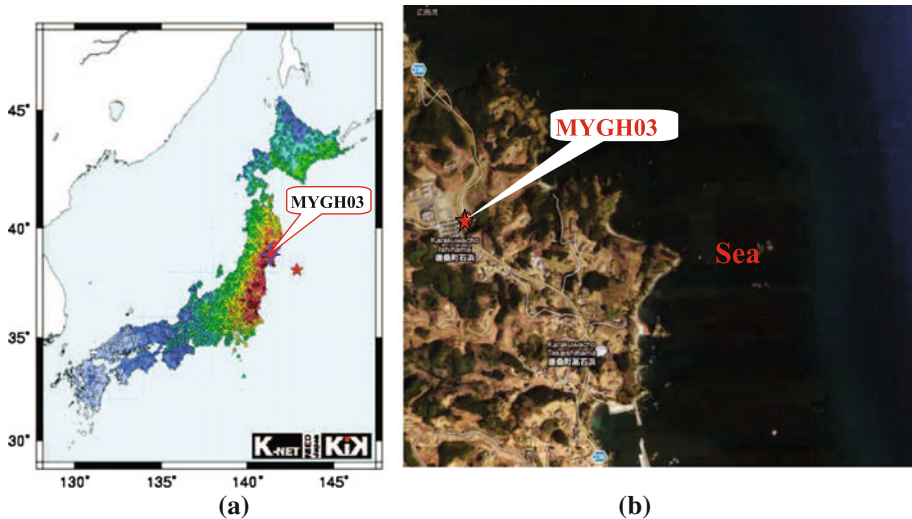 45°
40°
35°
30°
130°
135°
140°
145°
MYGH03
K-NET
KiK
(a)
MYGH03
Karakuwacho
Ishihama
唐桑町石浜
Sea
Karakuwacho
Takaishihama
唐桑町高石浜
(b)